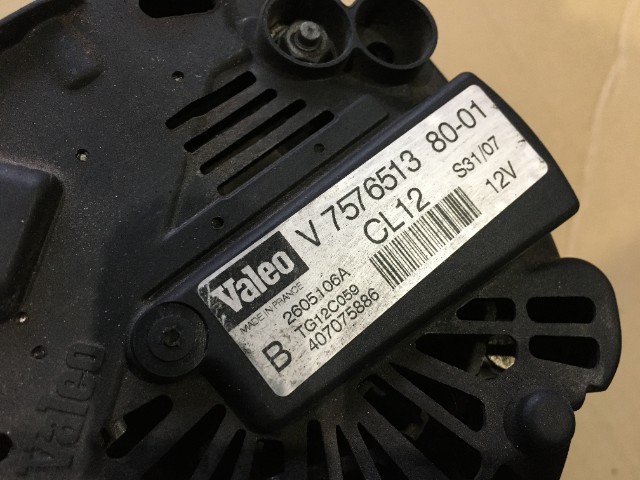 V 7576513 80-01
CL12 S31/07
12V
Valeo
MADE IN FRANCE
2605106A
TG12C059
B 407075886
Valeo